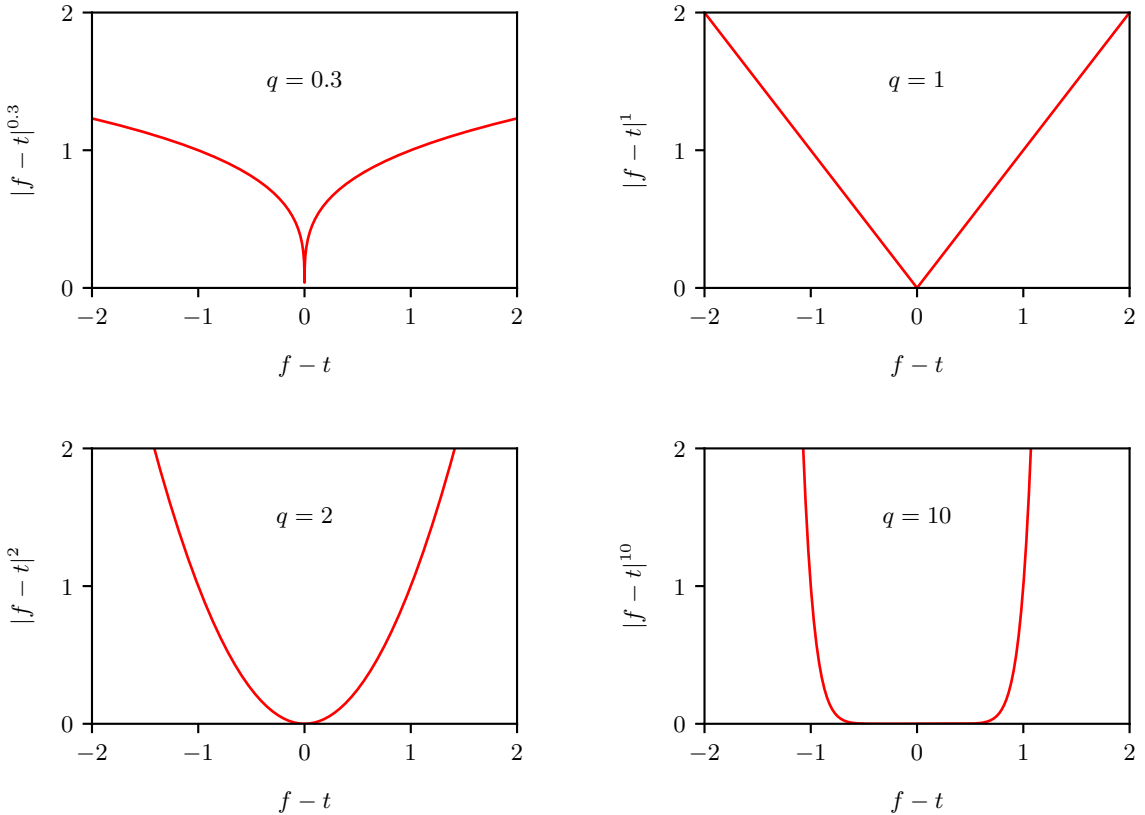 2
1
0
|f − t|^0.3
q = 0.3
−2 −1 0 1 2
f − t
2
1
0
|f − t|^1
q = 1
−2 −1 0 1 2
f − t
2
1
0
|f − t|^2
q = 2
−2 −1 0 1 2
f − t
2
1
0
|f − t|^10
q = 10
−2 −1 0 1 2
f − t